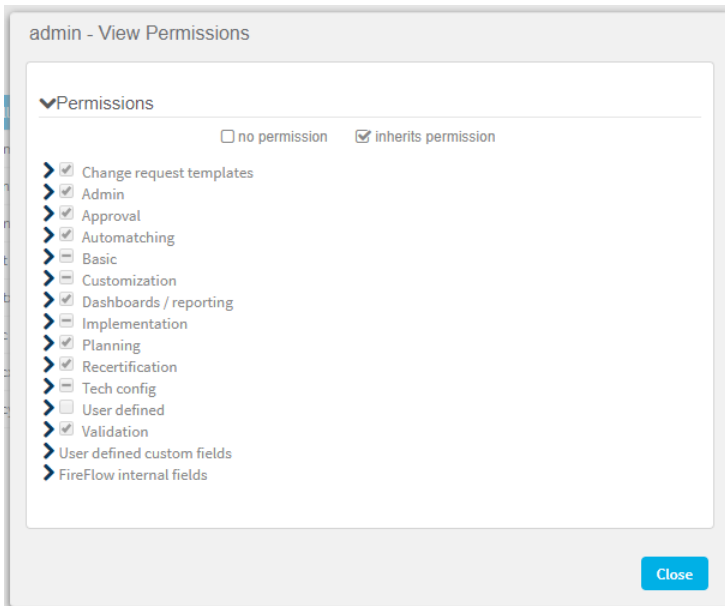 admin - View Permissions
Permissions
no permission inherits permission
Change request templates
Admin
Approval
Automatching
Basic
Customization
Dashboards / reporting
Implementation
Planning
Recertification
Tech config
User defined
Validation
User defined custom fields
FireFlow internal fields
Close